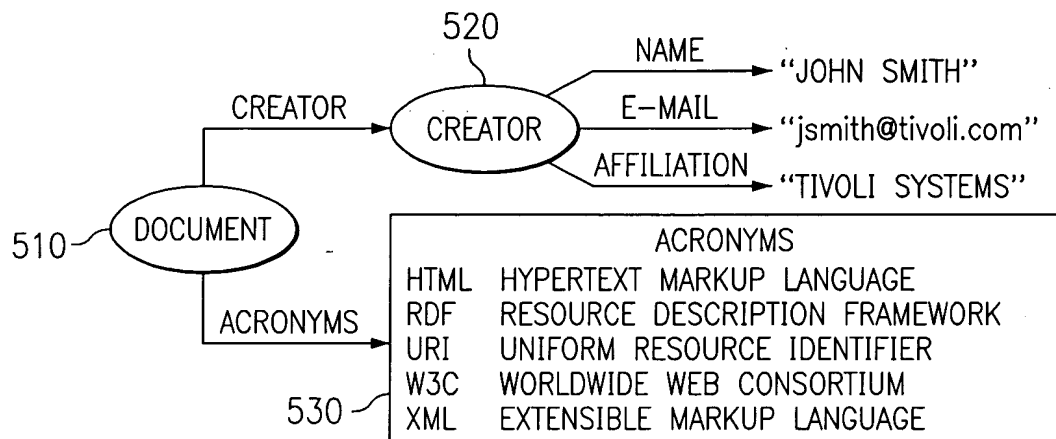 520
NAME
"JOHN SMITH"
CREATOR
CREATOR
E-MAIL
"jsmith@tivoli.com"
AFFILIATION
"TIVOLI SYSTEMS"
510
DOCUMENT
ACRONYMS
ACRONYMS
HTML HYPERTEXT MARKUP LANGUAGE
RDF RESOURCE DESCRIPTION FRAMEWORK
URI UNIFORM RESOURCE IDENTIFIER
W3C WORLDWIDE WEB CONSORTIUM
XML EXTENSIBLE MARKUP LANGUAGE
530